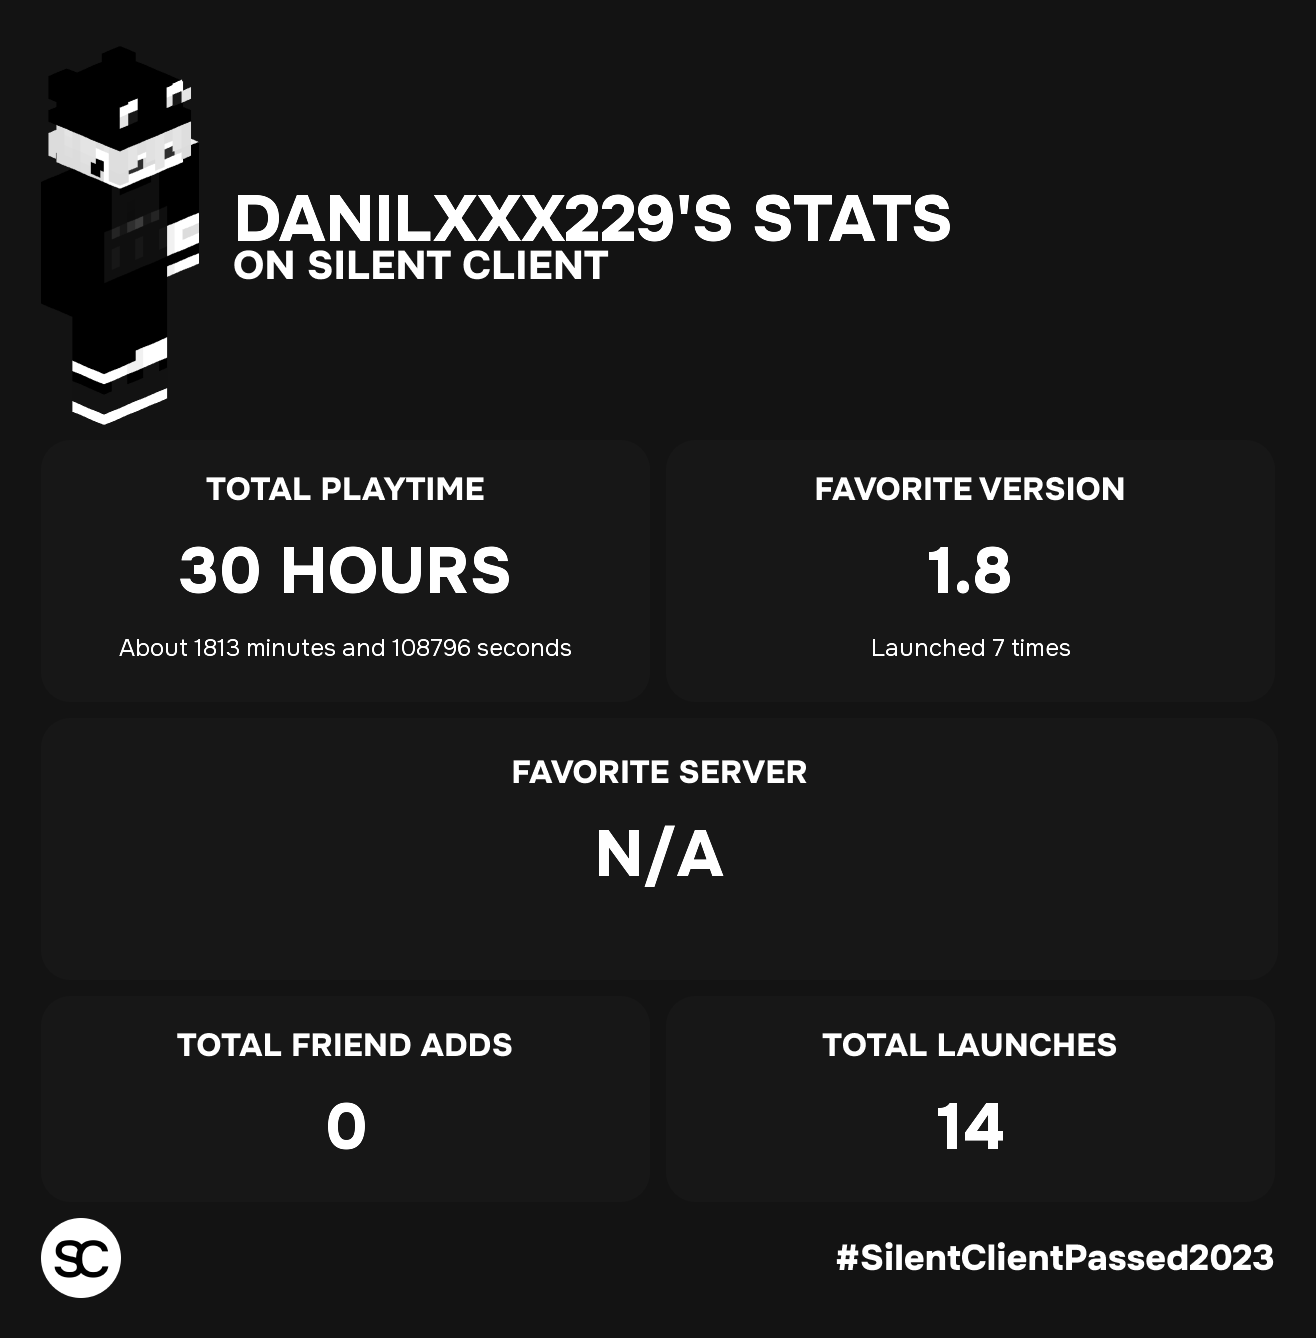 DANILXXX229'S STATS
ON SILENT CLIENT
TOTAL PLAYTIME
30 HOURS
About 1813 minutes and 108796 seconds
FAVORITE VERSION
1.8
Launched 7 times
FAVORITE SERVER
N/A
TOTAL FRIEND ADDS
0
TOTAL LAUNCHES
14
SC
#SilentClientPassed2023